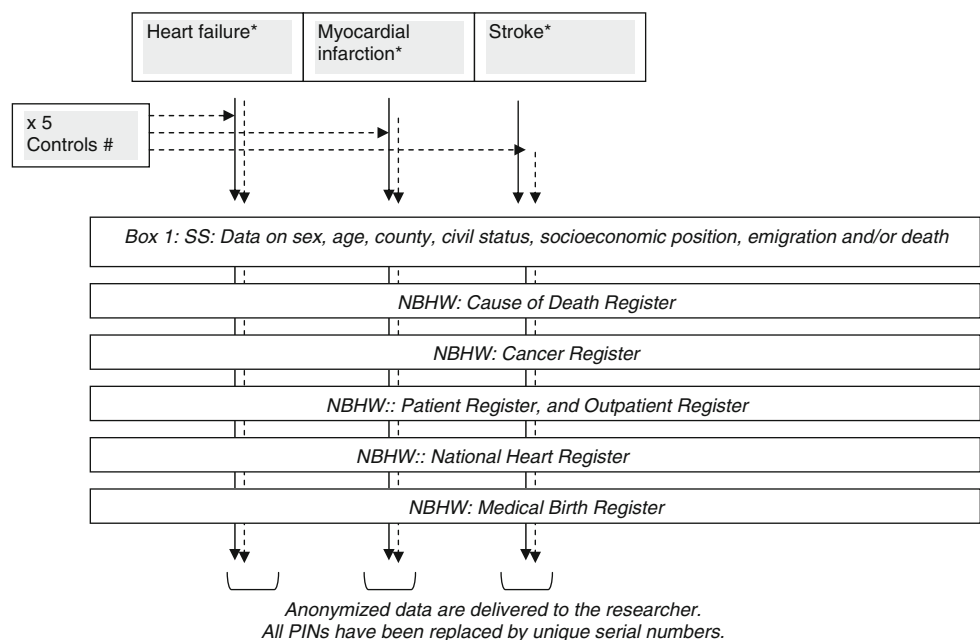 Heart failure*
Myocardial
infarction*
Stroke*
x 5
Controls #
Box 1: SS: Data on sex, age, county, civil status, socioeconomic position, emigration and/or death
NBHW: Cause of Death Register
NBHW: Cancer Register
NBHW:: Patient Register, and Outpatient Register
NBHW:: National Heart Register
NBHW: Medical Birth Register
Anonymized data are delivered to the researcher.
All PINs have been replaced by unique serial numbers.